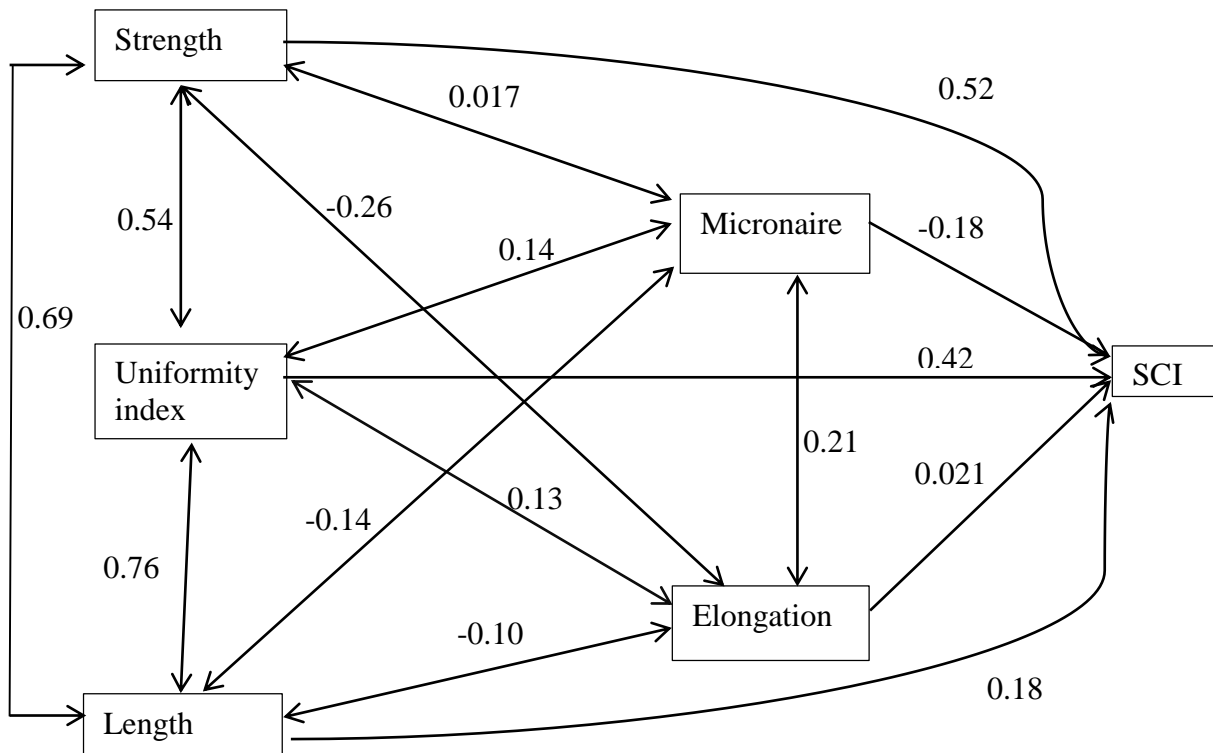 Strength
0.52
0.017
-0.26
0.54
Micronaire
-0.18
0.14
0.69
Uniformity
index
0.42
SCI
0.21
0.021
0.13
-0.14
0.76
Elongation
-0.10
0.18
Length